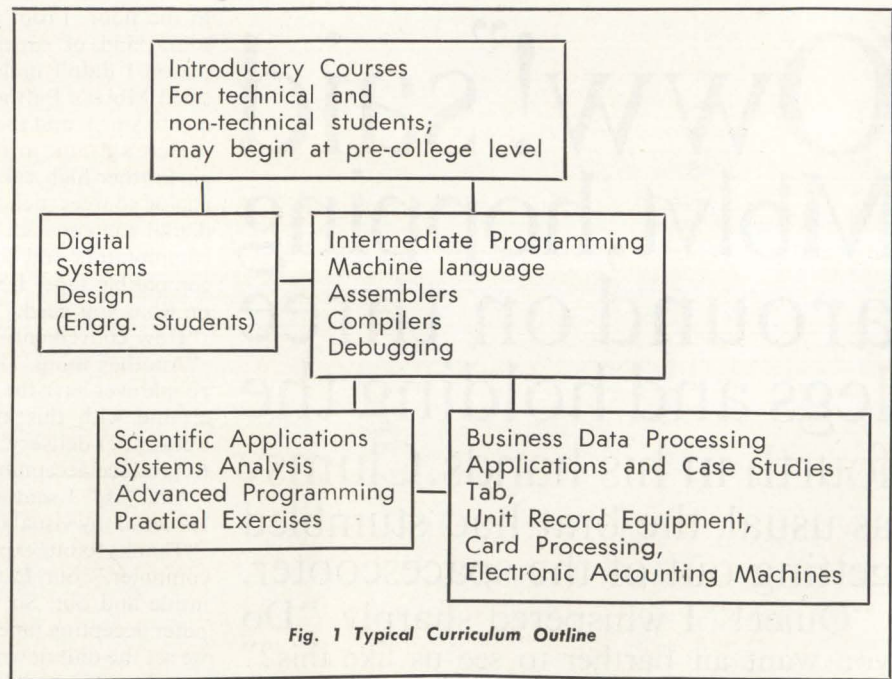 Introductory Courses
For technical and
non-technical students;
may begin at pre-college level
Digital
Systems
Design
(Engrg. Students)
Intermediate Programming
Machine language
Assemblers
Compilers
Debugging
Scientific Applications
Systems Analysis
Advanced Programming
Practical Exercises
Business Data Processing
Applications and Case Studies
Tab,
Unit Record Equipment,
Card Processing,
Electronic Accounting Machines
Fig. 1 Typical Curriculum Outline